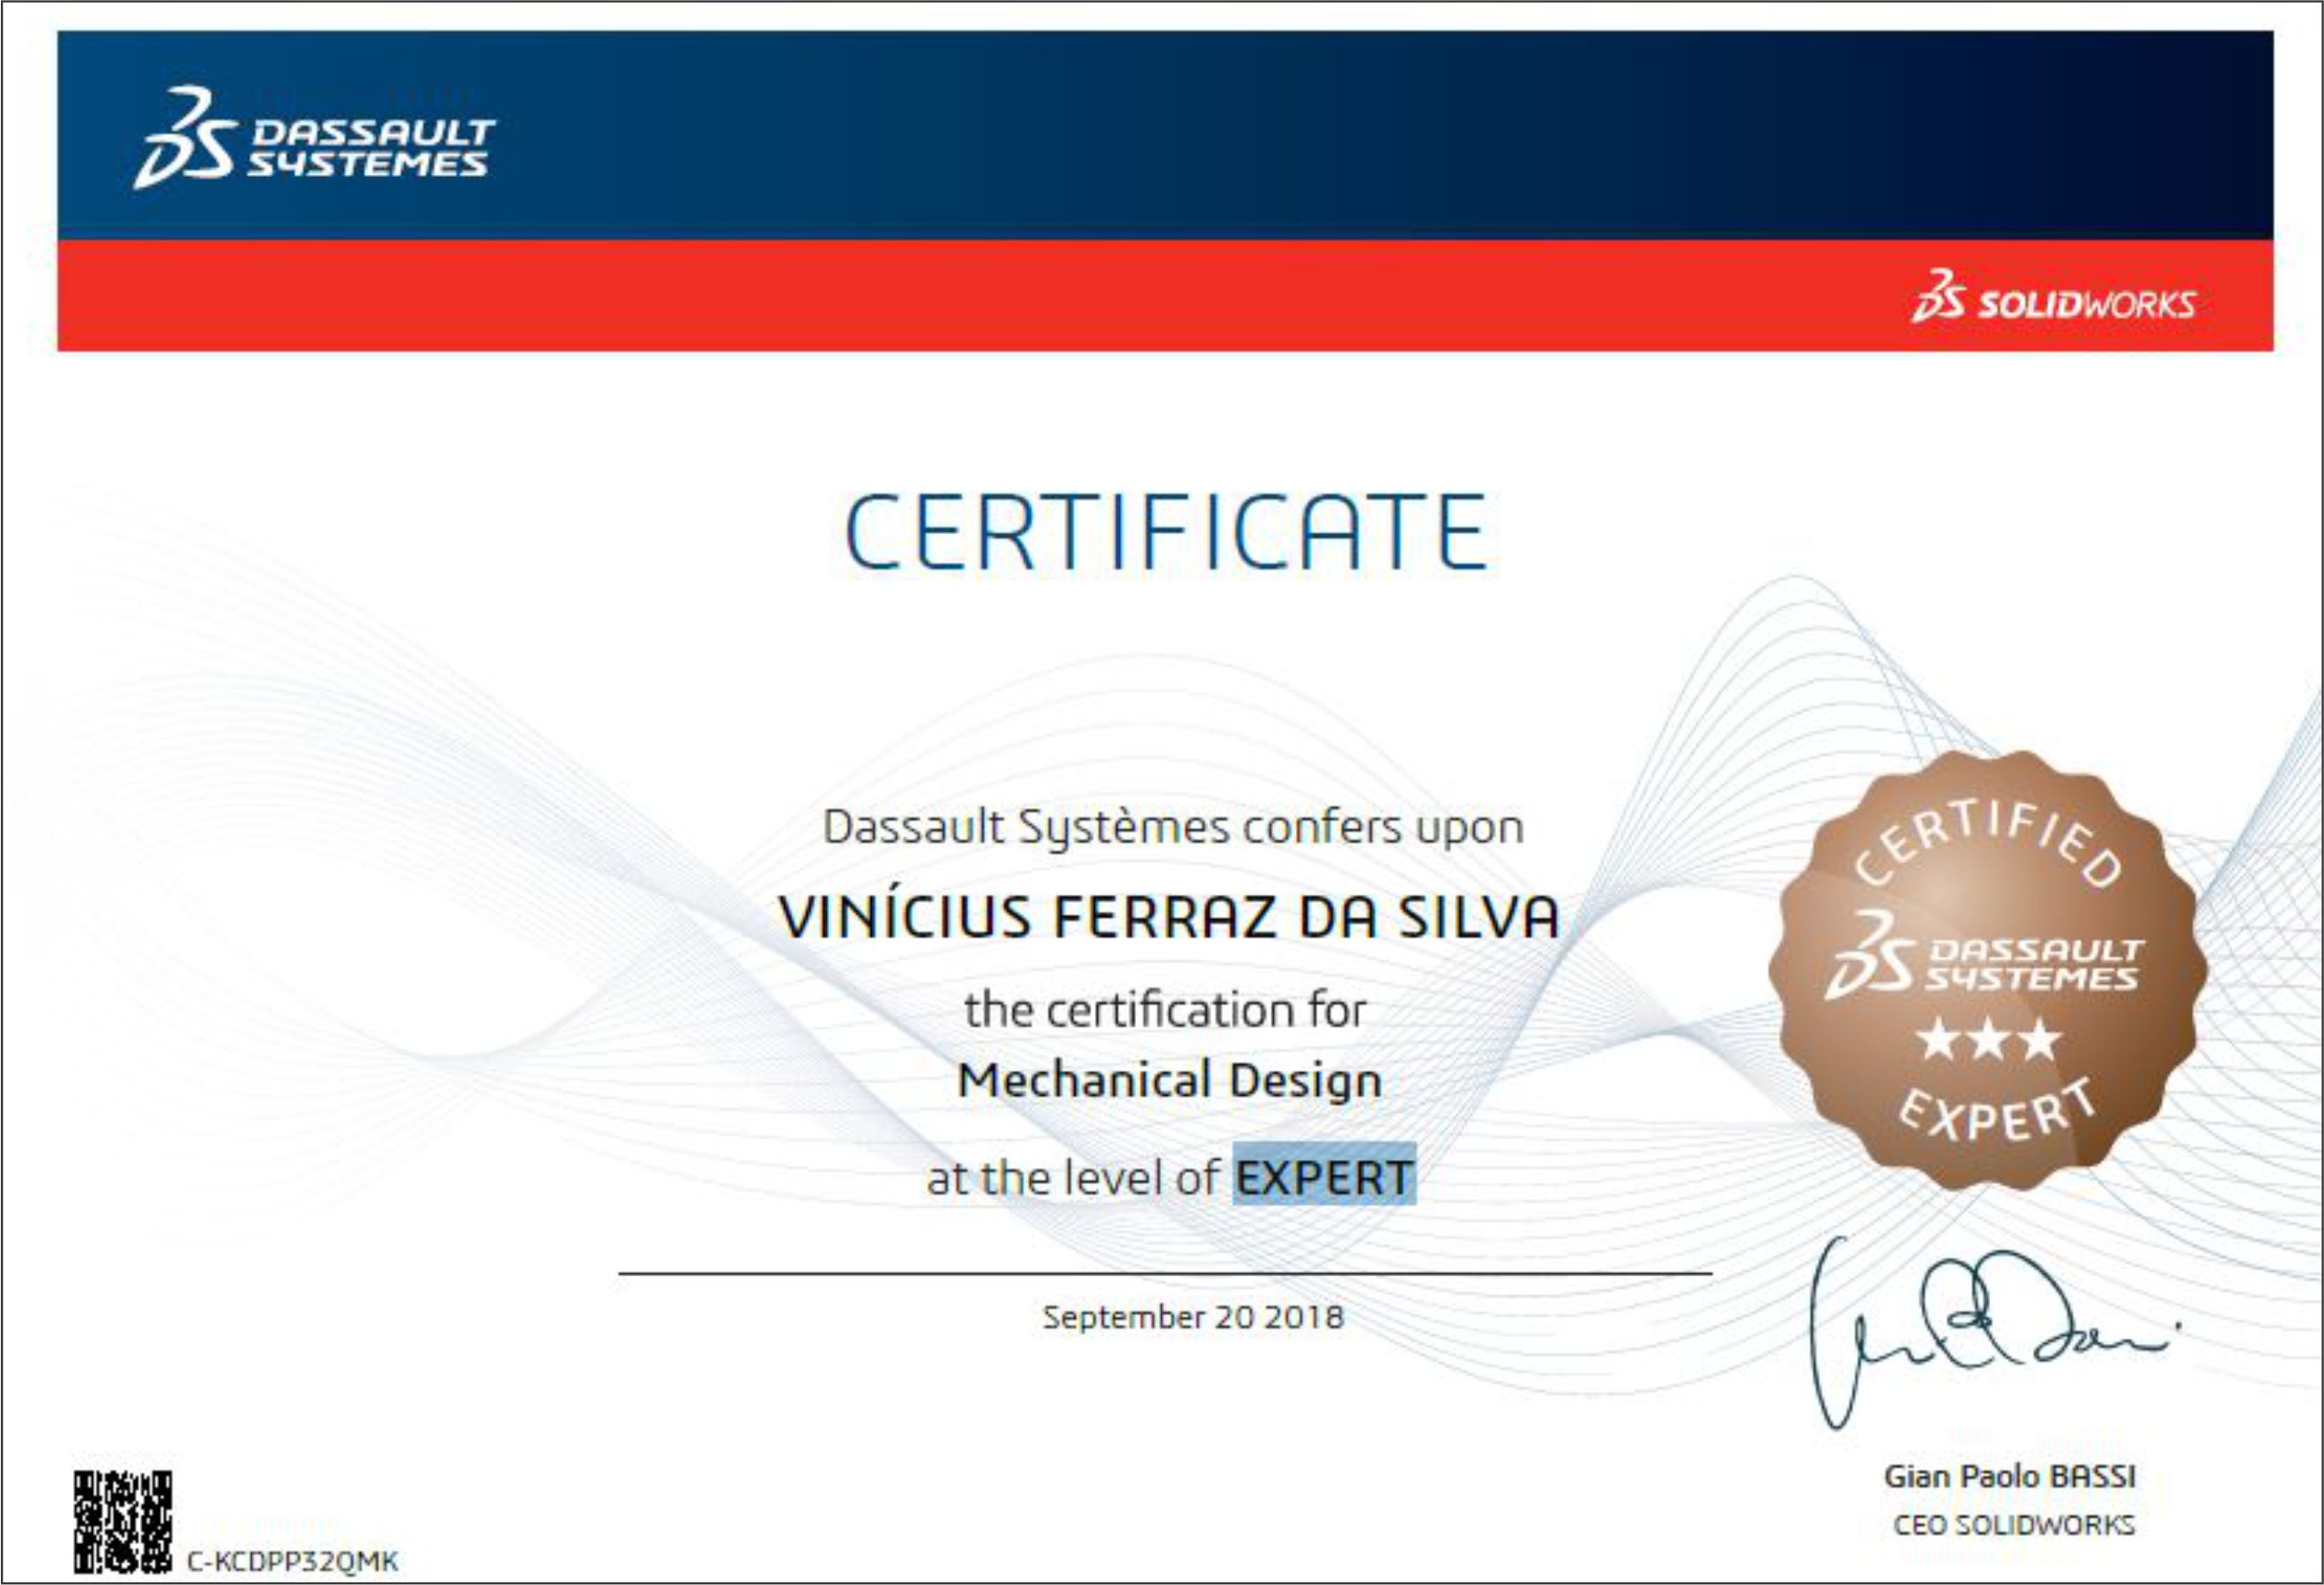 DASSAULT
SYSTEMES
SOLIDWORKS
CERTIFICATE
Dassault Systèmes confers upon
VINÍCIUS FERRAZ DA SILVA
the certification for
Mechanical Design
at the level of EXPERT
September 20 2018
CERTIFIED
DASSAULT
SYSTEMES
EXPERT
Gian Paolo BASSI
CEO SOLIDWORKS
C-KCDPP32QMK